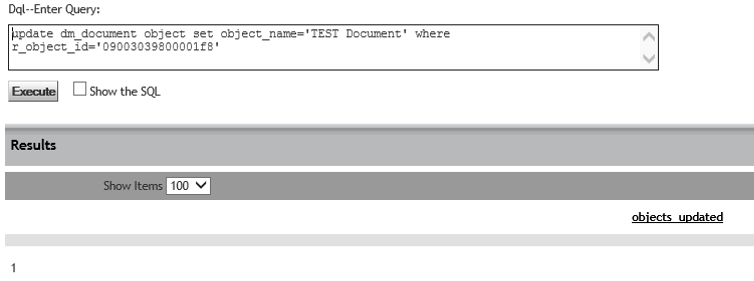 Dql--Enter Query:
update dm_document object set object_name='TEST Document' where
r_object_id='09003039800001f8'
Execute Show the SQL
Results
Show Items 100
objects_updated
1